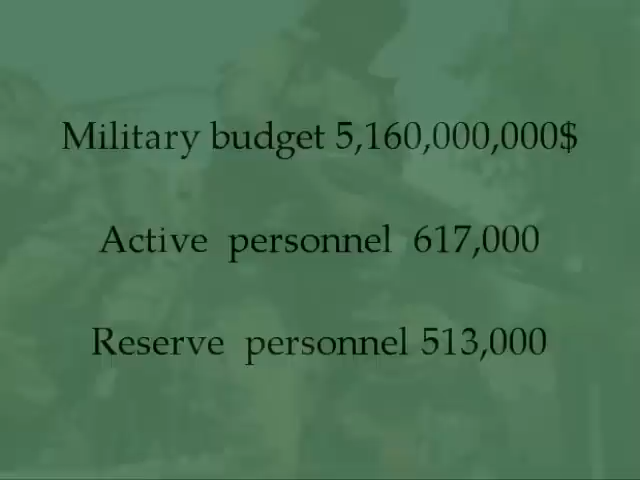 Military budget 5,160,000,000$
Active personnel 617,000
Reserve personnel 513,000